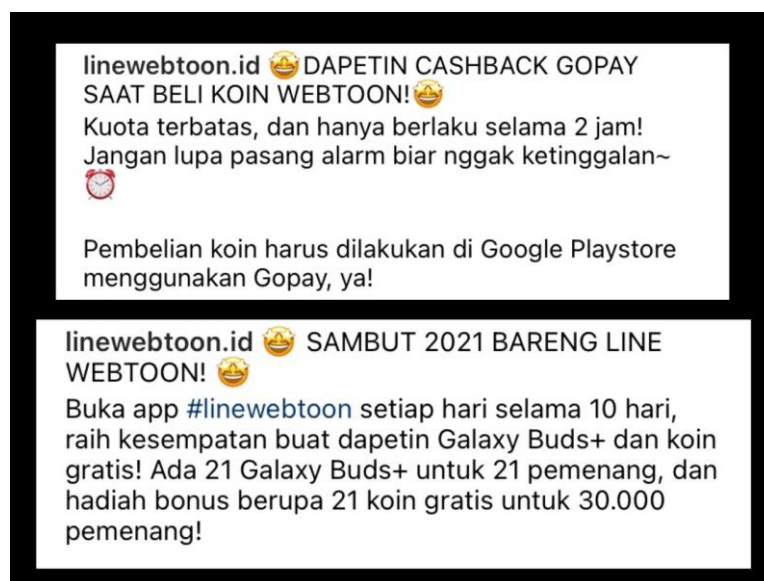 linewebtoon.id 🤩DAPETIN CASHBACK GOPAY
SAAT BELI KOIN WEBTOON!🤩
Kuota terbatas, dan hanya berlaku selama 2 jam!
Jangan lupa pasang alarm biar nggak ketinggalan~
⏰
Pembelian koin harus dilakukan di Google Playstore
menggunakan Gopay, ya!
linewebtoon.id 🤩 SAMBUT 2021 BARENG LINE
WEBTOON! 🤩
Buka app #linewebtoon setiap hari selama 10 hari,
raih kesempatan buat dapetin Galaxy Buds+ dan koin
gratis! Ada 21 Galaxy Buds+ untuk 21 pemenang, dan
hadiah bonus berupa 21 koin gratis untuk 30.000
pemenang!